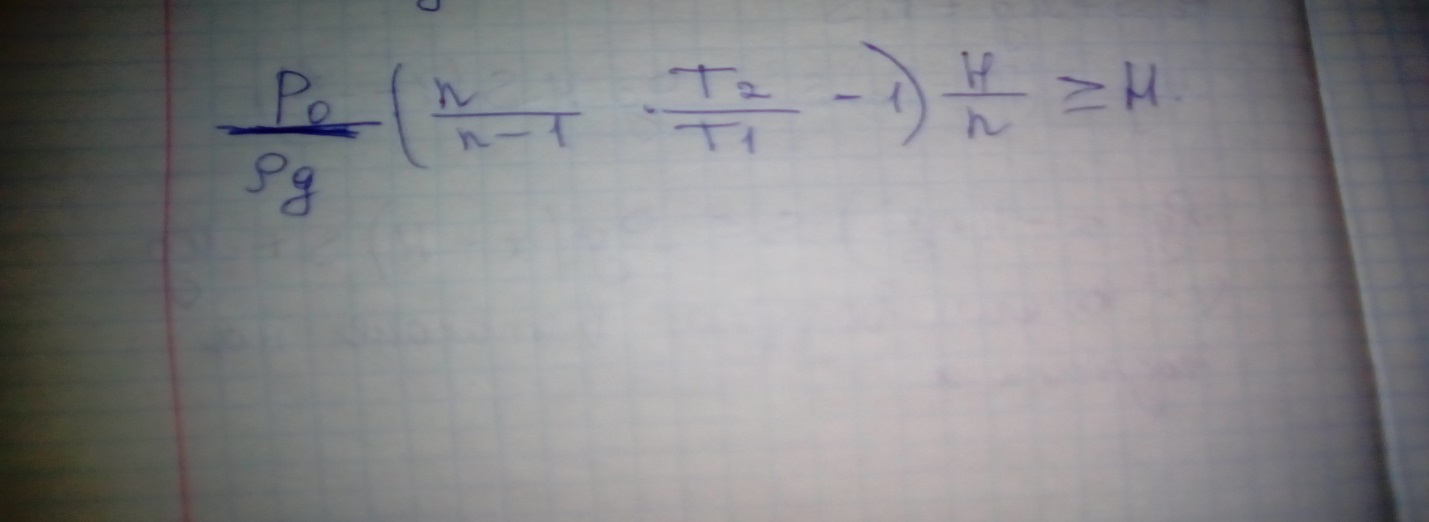 P₀/ρg (n/(n-1) · T₂/T₁ - 1) H/n ≥ H.